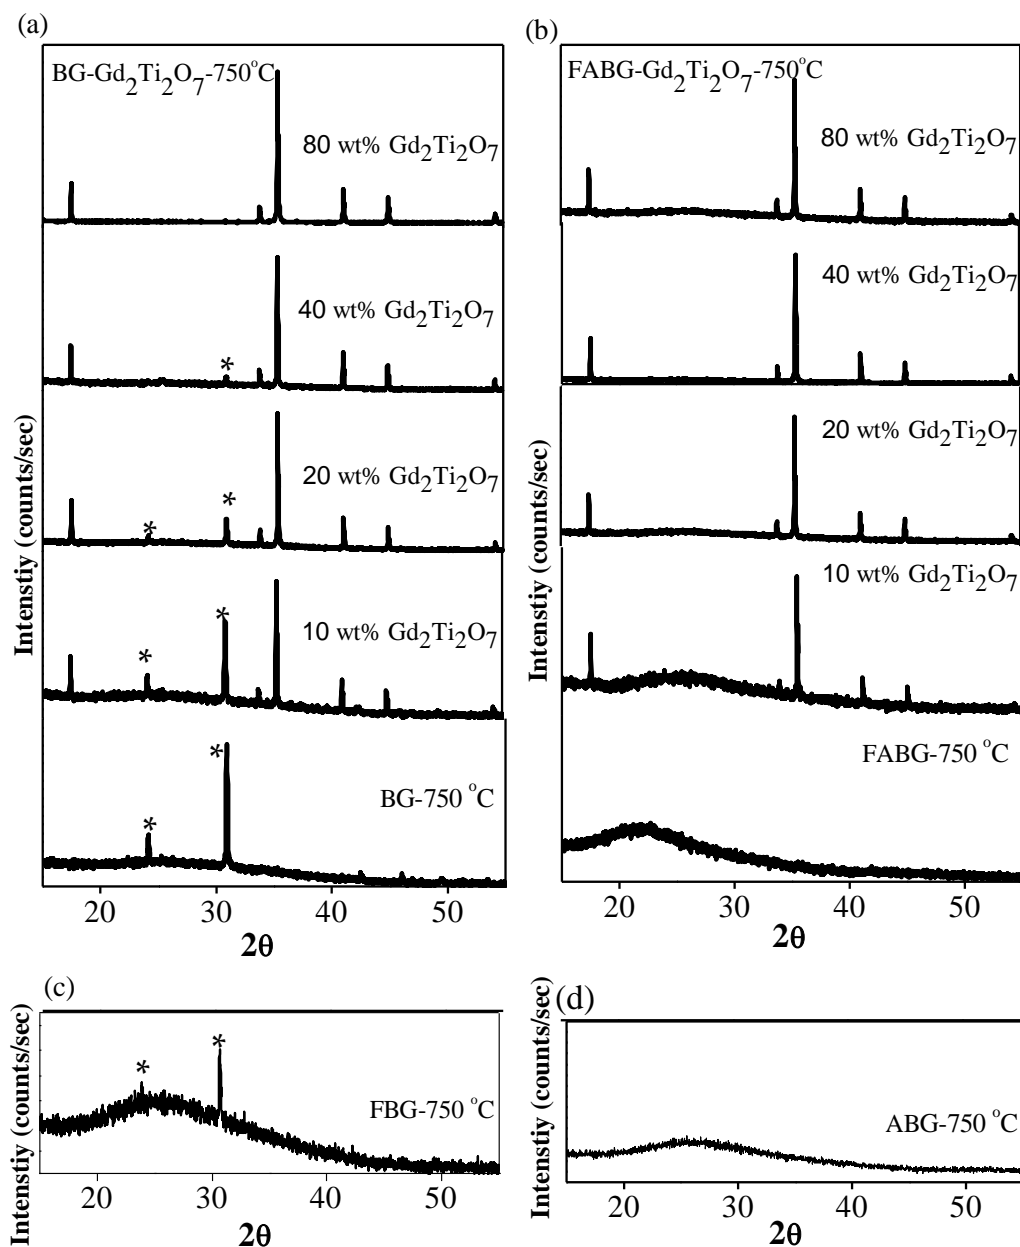 (a)
BG-Gd2Ti2O7-750°C
80 wt% Gd2Ti2O7
40 wt% Gd2Ti2O7
*
20 wt% Gd2Ti2O7
* *
10 wt% Gd2Ti2O7
* *
BG-750 °C
* *
Intenstiy (counts/sec)
20 30 40 50
2θ
(b)
FABG-Gd2Ti2O7-750°C
80 wt% Gd2Ti2O7
40 wt% Gd2Ti2O7
20 wt% Gd2Ti2O7
10 wt% Gd2Ti2O7
FABG-750 °C
Intenstiy (counts/sec)
20 30 40 50
2θ
(c)
* *
FBG-750 °C
Intenstiy (counts/sec)
20 30 40 50
2θ
(d)
ABG-750 °C
Intenstiy (counts/sec)
20 30 40 50
2θ